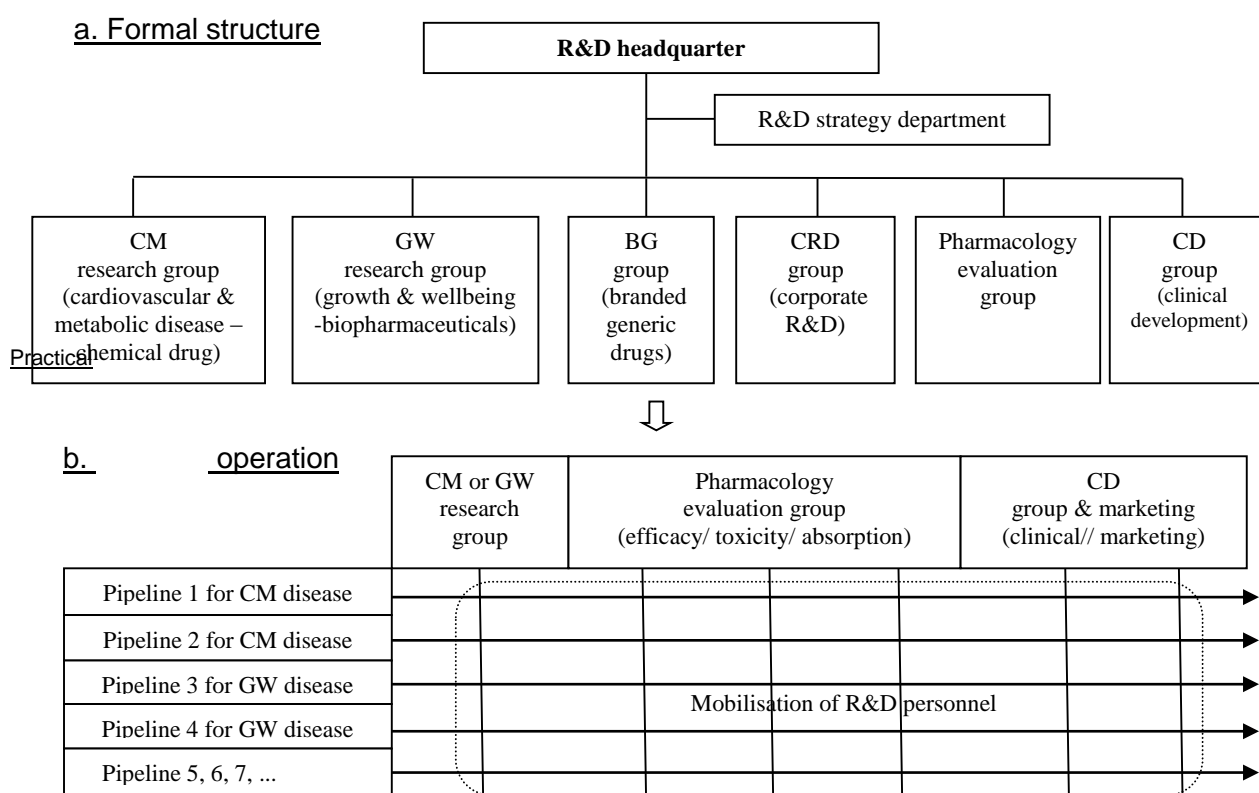 a. Formal structure
R&D headquarter
R&D strategy department
CM
research group
(cardiovascular &
metabolic disease –
chemical drug)
GW
research group
(growth & wellbeing
-biopharmaceuticals)
BG
group
(branded
generic
drugs)
CRD
group
(corporate
R&D)
Pharmacology
evaluation
group
CD
group
(clinical
development)
Practical
b. operation
CM or GW
research
group
Pharmacology
evaluation group
(efficacy/ toxicity/ absorption)
CD
group & marketing
(clinical// marketing)
Pipeline 1 for CM disease
Pipeline 2 for CM disease
Pipeline 3 for GW disease
Pipeline 4 for GW disease
Pipeline 5, 6, 7, ...
Mobilisation of R&D personnel